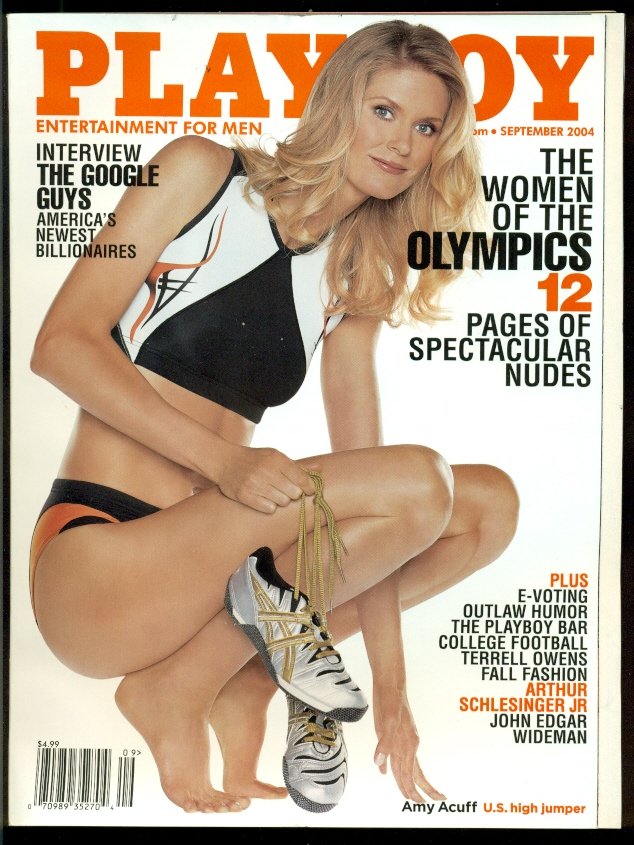 PLAYBOY
ENTERTAINMENT FOR MEN
om • SEPTEMBER 2004
INTERVIEW
THE GOOGLE
GUYS
AMERICA'S
NEWEST
BILLIONAIRES
THE
WOMEN
OF THE
OLYMPICS
12
PAGES OF
SPECTACULAR
NUDES
PLUS
E-VOTING
OUTLAW HUMOR
THE PLAYBOY BAR
COLLEGE FOOTBALL
TERRELL OWENS
FALL FASHION
ARTHUR
SCHLESINGER JR
JOHN EDGAR
WIDEMAN
$4.99
09>
0 70989 35270 4
Amy Acuff U.S. high jumper